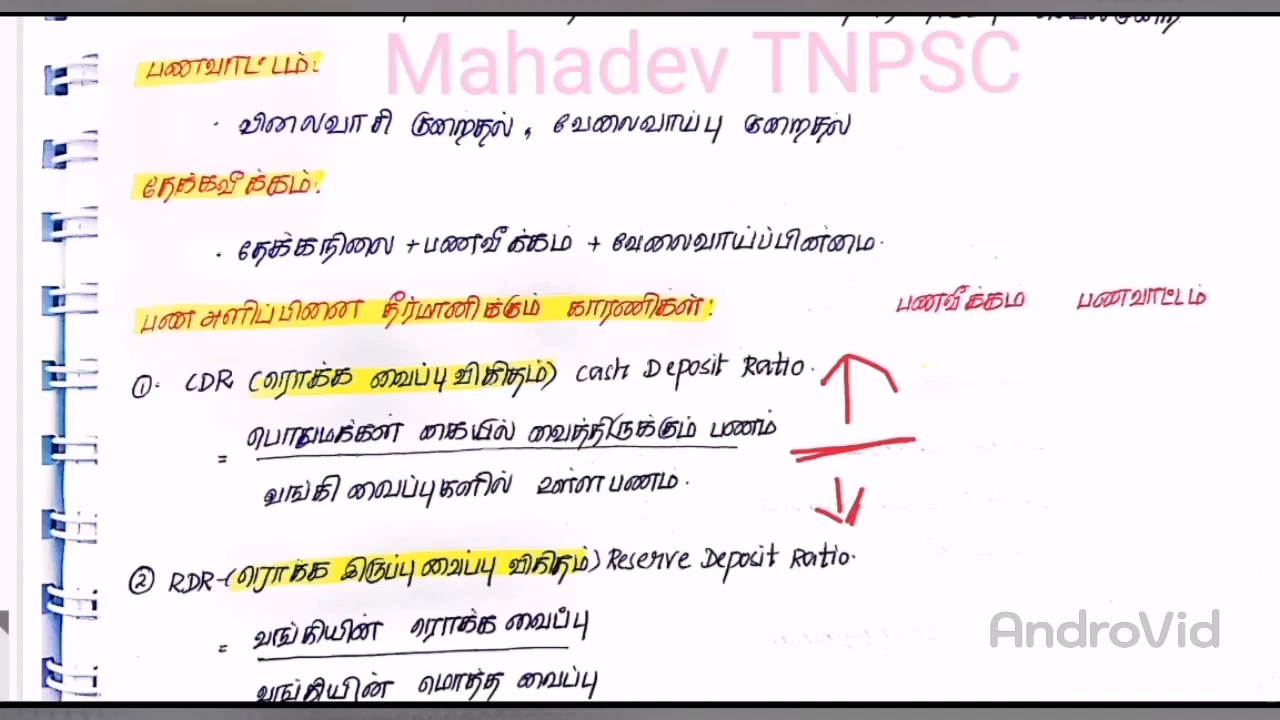 Mahadev TNPSC
பணவாட்டம்:
· விலைவாசி குறைதல், வேலைவாய்ப்பு குறைதல்
தேக்கவீக்கம்:
· தேக்கநிலை + பணவீக்கம் + வேலைவாய்ப்பின்மை.
பண அளிப்பினை தீர்மானிக்கும் காரணிகள்: பணவீக்கம் பணவாட்டம்
① CDR (ரொக்க வைப்பு விகிதம்) Cash Deposit Ratio.
பொதுமக்கள் கையில் வைத்திருக்கும் பணம்
=
வங்கி வைப்புகளில் உள்ள பணம்.
② RDR-(ரொக்க இருப்பு வைப்பு விகிதம்) Reserve Deposit Ratio.
= வங்கியின் ரொக்க வைப்பு
வங்கியின் மொத்த வைப்பு
AndroVid